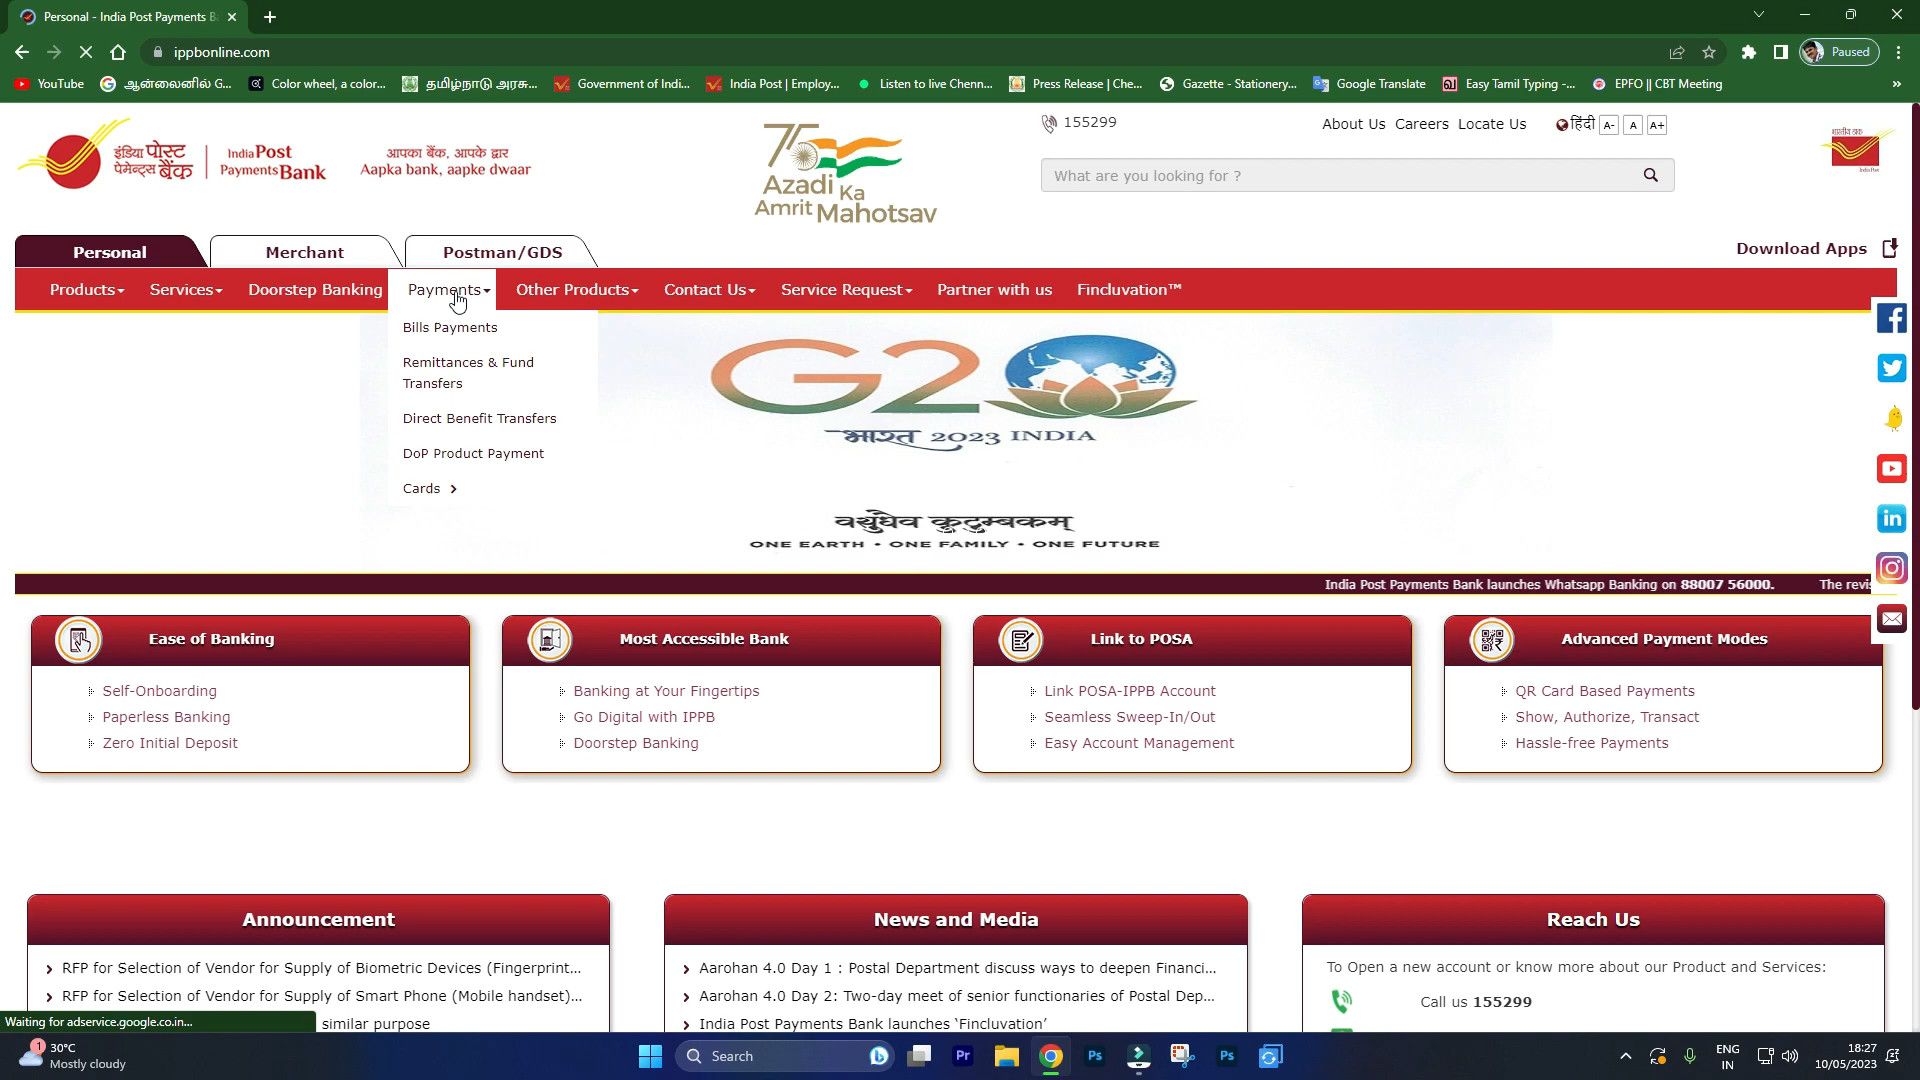 Personal - India Post Payments B
ippbonline.com
Paused
YouTube
ஆன்லைனில் G...
Color wheel, a color...
தமிழ்நாடு அரசு...
Government of Indi...
India Post | Employ...
Listen to live Chenn...
Press Release | Che...
Gazette - Stationery...
Google Translate
Easy Tamil Typing -...
EPFO || CBT Meeting
»
इंडिया पोस्ट
पेमेन्ट्स बैंक
India Post
Payments Bank
आपका बैंक, आपके द्वार
Aapka bank, aapke dwaar
75
Azadi Ka
Amrit Mahotsav
155299
About Us Careers Locate Us
हिंदी A- A A+
What are you looking for ?
भारतीय डाक
India Post
Personal
Merchant
Postman/GDS
Download Apps
Products
Services
Doorstep Banking
Payments
Other Products
Contact Us
Service Request
Partner with us
Fincluvation™
Bills Payments
Remittances & Fund
Transfers
Direct Benefit Transfers
DoP Product Payment
Cards
G20
भारत 2023 INDIA
वसुधैव कुटुम्बकम्
ONE EARTH • ONE FAMILY • ONE FUTURE
India Post Payments Bank launches Whatsapp Banking on 88007 56000.
The revis
Ease of Banking
Self-Onboarding
Paperless Banking
Zero Initial Deposit
Most Accessible Bank
Banking at Your Fingertips
Go Digital with IPPB
Doorstep Banking
Link to POSA
Link POSA-IPPB Account
Seamless Sweep-In/Out
Easy Account Management
Advanced Payment Modes
QR Card Based Payments
Show, Authorize, Transact
Hassle-free Payments
Announcement
RFP for Selection of Vendor for Supply of Biometric Devices (Fingerprint...
RFP for Selection of Vendor for Supply of Smart Phone (Mobile handset)...
similar purpose
News and Media
Aarohan 4.0 Day 1 : Postal Department discuss ways to deepen Financi...
Aarohan 4.0 Day 2: Two-day meet of senior functionaries of Postal Dep...
India Post Payments Bank launches 'Fincluvation'
Reach Us
To Open a new account or know more about our Product and Services:
Call us 155299
Waiting for adservice.google.co.in...
1
30°C
Mostly cloudy
Search
Pr
Ps
Ps
ENG
IN
18:27
10/05/2023